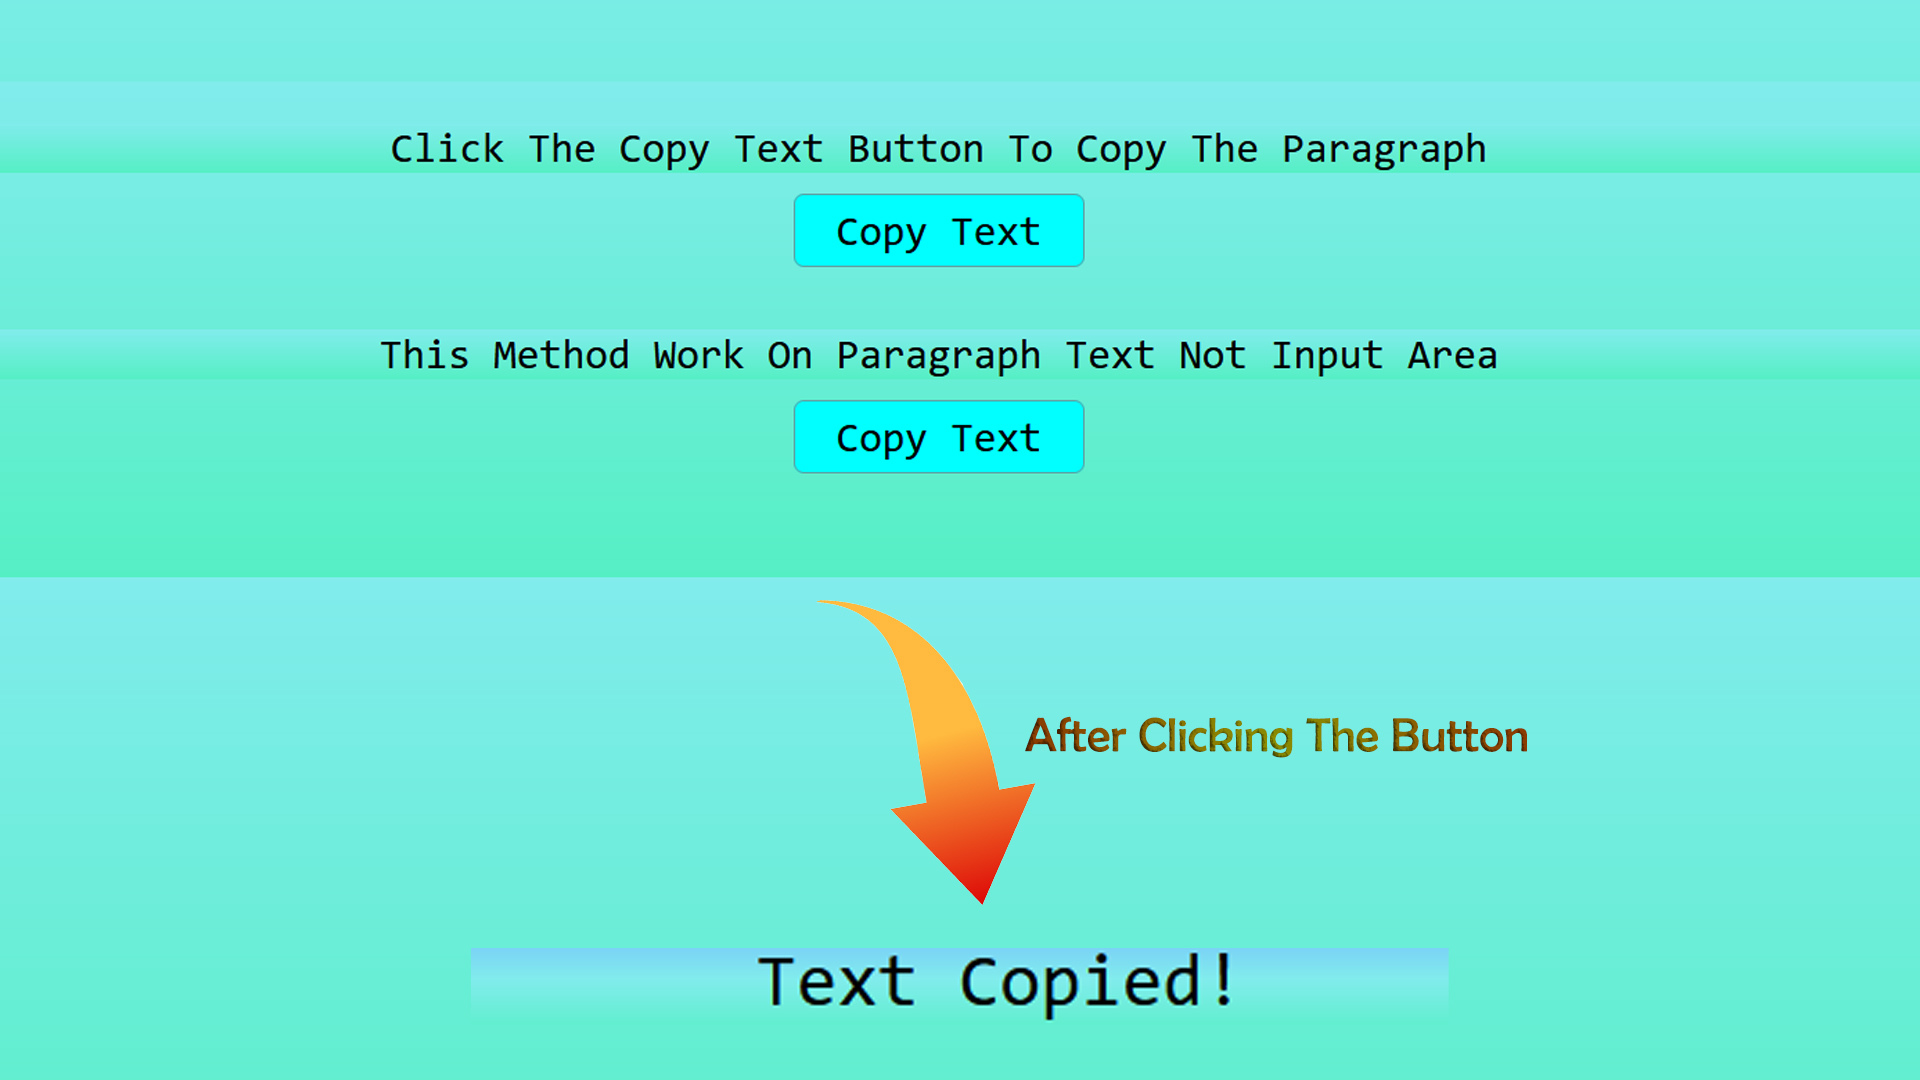 Click The Copy Text Button To Copy The Paragraph
Copy Text
This Method Work On Paragraph Text Not Input Area
Copy Text
After Clicking The Button
Text Copied!